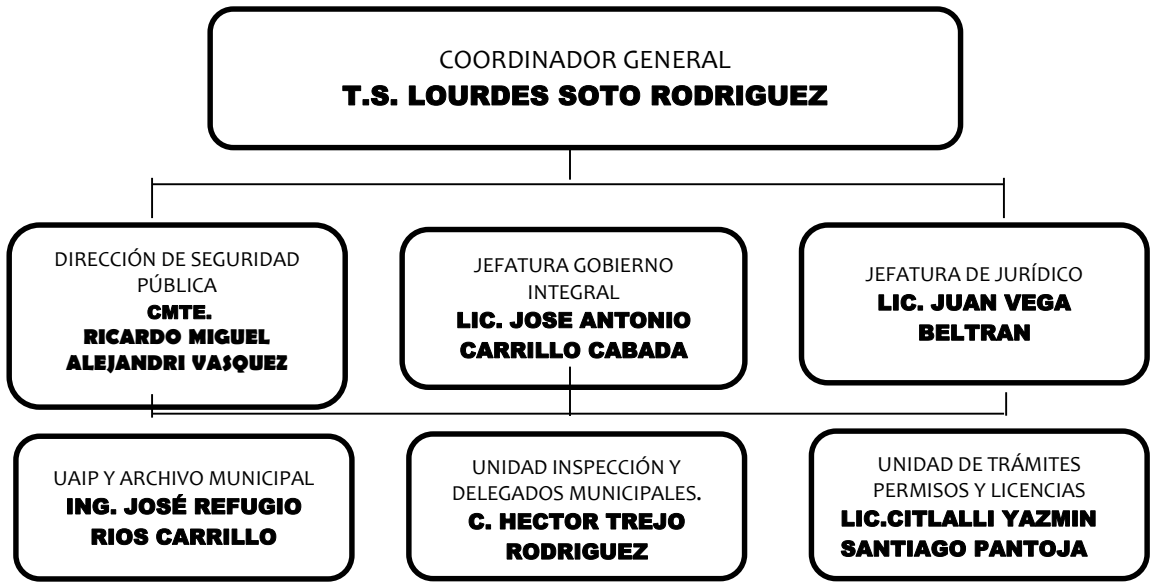 COORDINADOR GENERAL
T.S. LOURDES SOTO RODRIGUEZ
DIRECCIÓN DE SEGURIDAD
PÚBLICA
CMTE.
RICARDO MIGUEL
ALEJANDRI VASQUEZ
JEFATURA GOBIERNO
INTEGRAL
LIC. JOSE ANTONIO
CARRILLO CABADA
JEFATURA DE JURÍDICO
LIC. JUAN VEGA
BELTRAN
UAIP Y ARCHIVO MUNICIPAL
ING. JOSÉ REFUGIO
RIOS CARRILLO
UNIDAD INSPECCIÓN Y
DELEGADOS MUNICIPALES.
C. HECTOR TREJO
RODRIGUEZ
UNIDAD DE TRÁMITES
PERMISOS Y LICENCIAS
LIC.CITLALLI YAZMIN
SANTIAGO PANTOJA